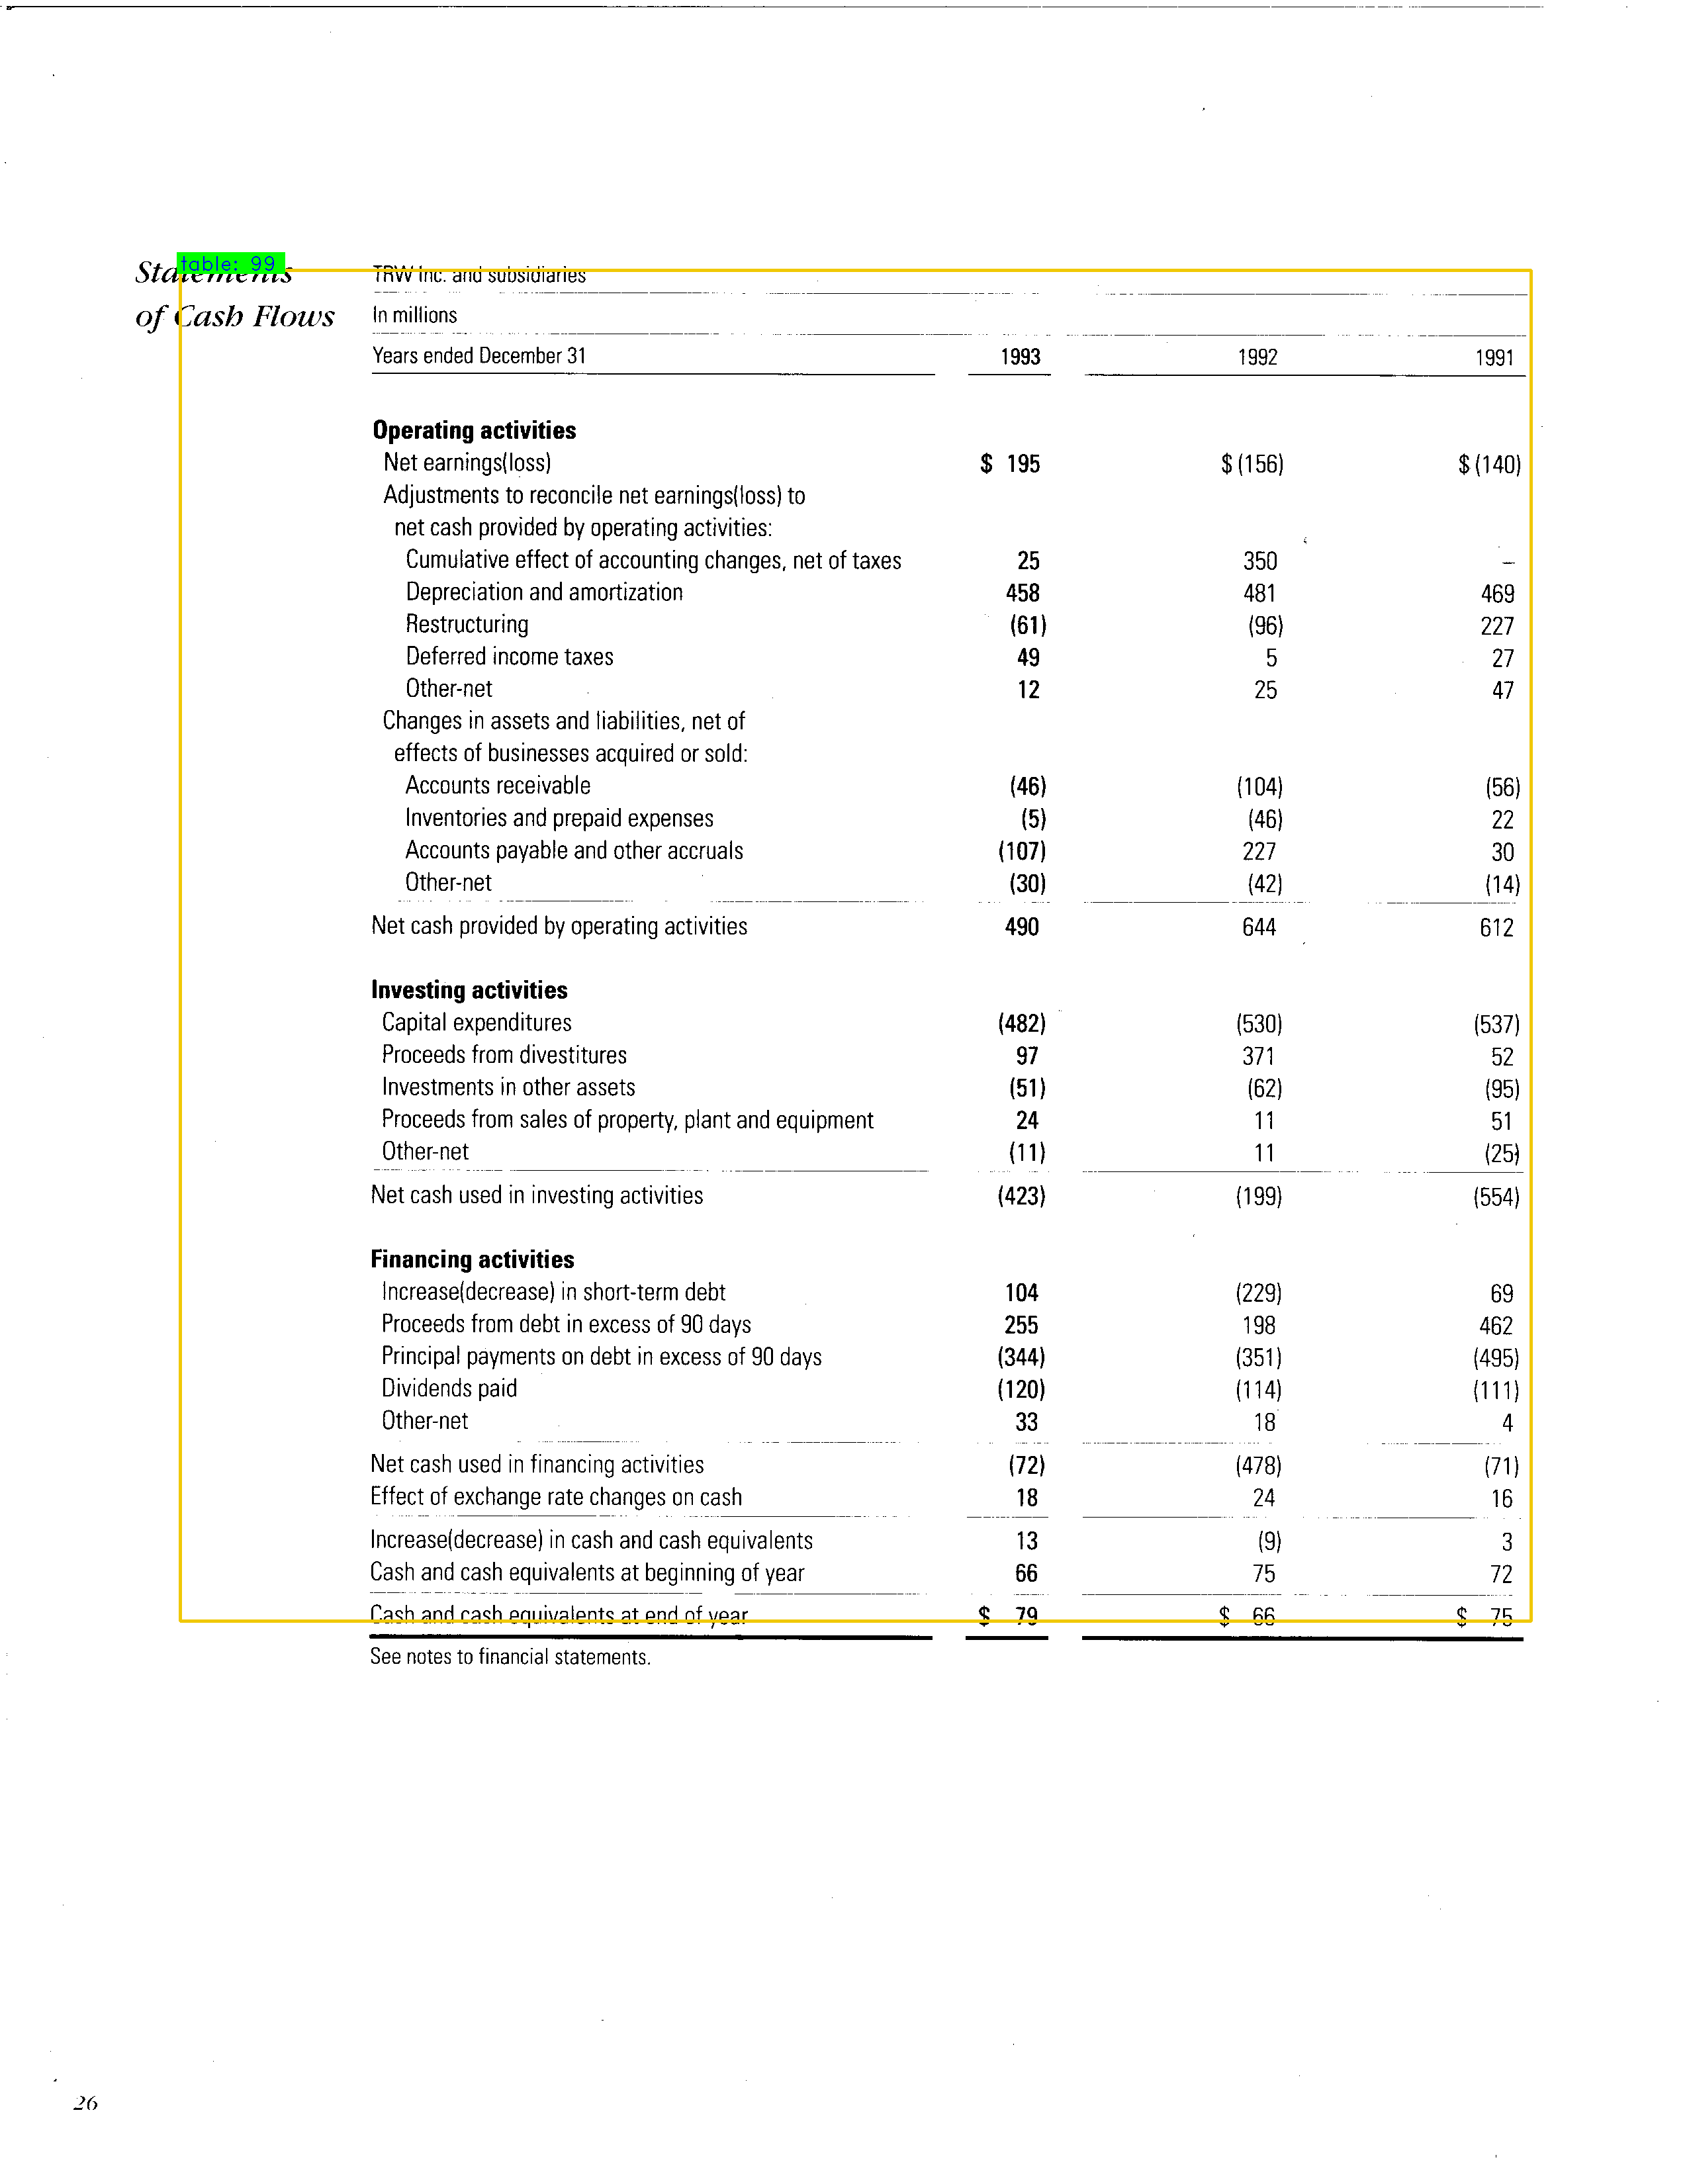 Statements
of Cash Flows
table: 99
TRW Inc. and subsidiaries
In millions
Years ended December 31 1993 1992 1991
Operating activities
Net earnings(loss) $ 195 $(156) $(140)
Adjustments to reconcile net earnings(loss) to
net cash provided by operating activities:
Cumulative effect of accounting changes, net of taxes 25 350 –
Depreciation and amortization 458 481 469
Restructuring (61) (96) 227
Deferred income taxes 49 5 27
Other-net 12 25 47
Changes in assets and liabilities, net of
effects of businesses acquired or sold:
Accounts receivable (46) (104) (56)
Inventories and prepaid expenses (5) (46) 22
Accounts payable and other accruals (107) 227 30
Other-net (30) (42) (14)
Net cash provided by operating activities 490 644 612
Investing activities
Capital expenditures (482) (530) (537)
Proceeds from divestitures 97 371 52
Investments in other assets (51) (62) (95)
Proceeds from sales of property, plant and equipment 24 11 51
Other-net (11) 11 (25)
Net cash used in investing activities (423) (199) (554)
Financing activities
Increase(decrease) in short-term debt 104 (229) 69
Proceeds from debt in excess of 90 days 255 198 462
Principal payments on debt in excess of 90 days (344) (351) (495)
Dividends paid (120) (114) (111)
Other-net 33 18 4
Net cash used in financing activities (72) (478) (71)
Effect of exchange rate changes on cash 18 24 16
Increase(decrease) in cash and cash equivalents 13 (9) 3
Cash and cash equivalents at beginning of year 66 75 72
Cash and cash equivalents at end of year $ 79 $ 66 $ 75
See notes to financial statements.
26